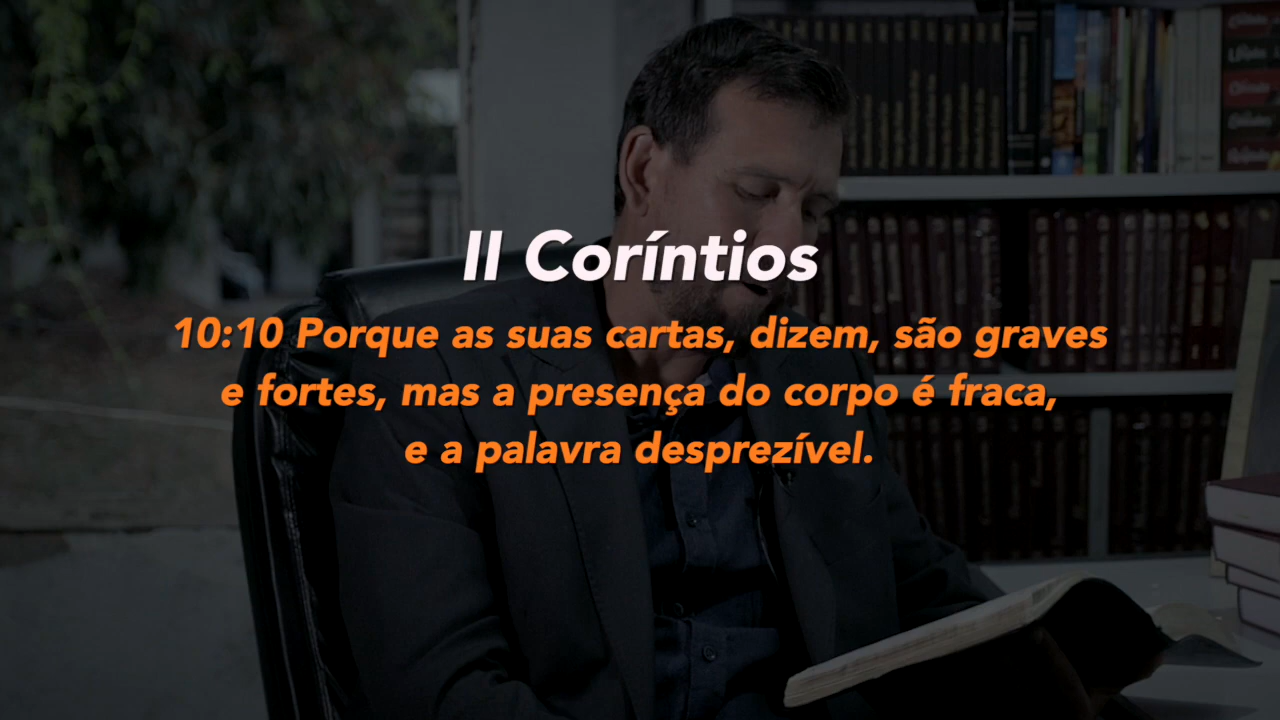 II Coríntios
10:10 Porque as suas cartas, dizem, são graves
e fortes, mas a presença do corpo é fraca,
e a palavra desprezível.